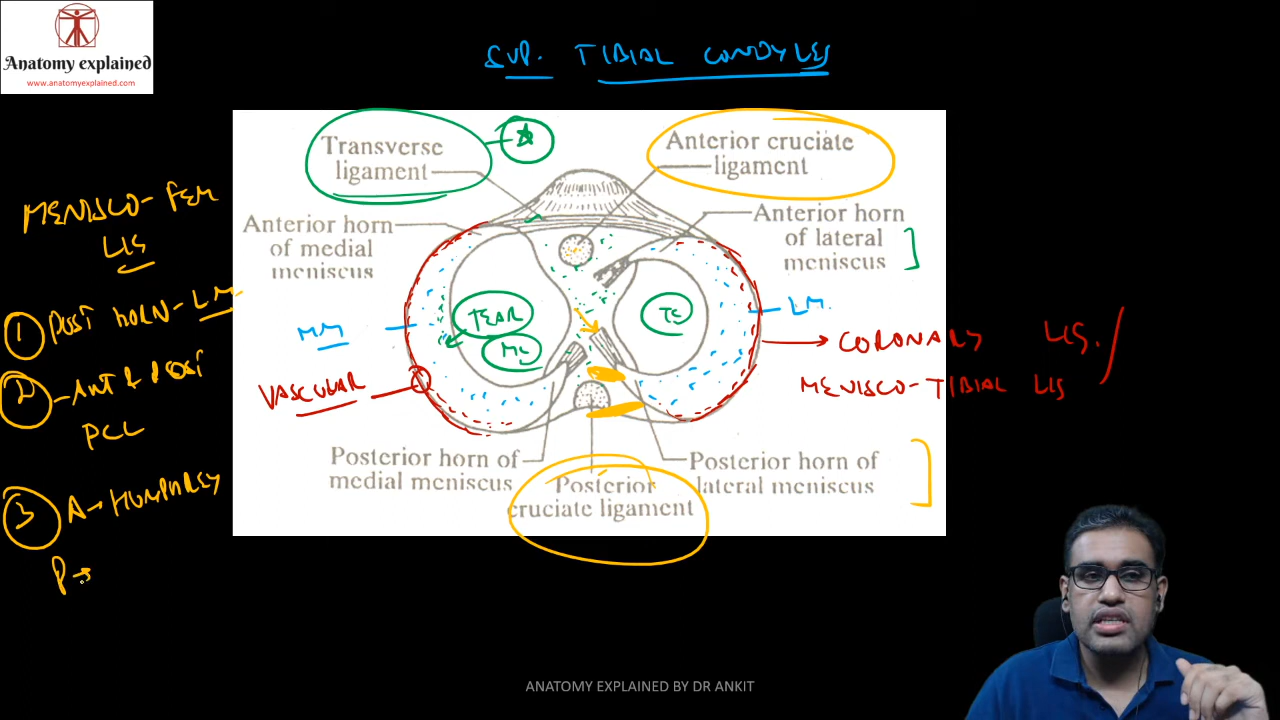 Anatomy explained
www.anatomyexplained.com
SUP. TIBIAL CONDYLES
Transverse
ligament
Anterior cruciate
ligament
Anterior horn
of medial
meniscus
Anterior horn
of lateral
meniscus
MENISCO-FEM
LIG
1 POST HORN-LM
2 -ANT & POST
PCL
3 A→HUMPHREY
P→
TEAR
MC
TE
MM
LM
VASCULAR
CORONARY LIG.
MENISCO-TIBIAL LIG
Posterior horn of
medial meniscus
Posterior
cruciate ligament
Posterior horn of
lateral meniscus
ANATOMY EXPLAINED BY DR ANKIT